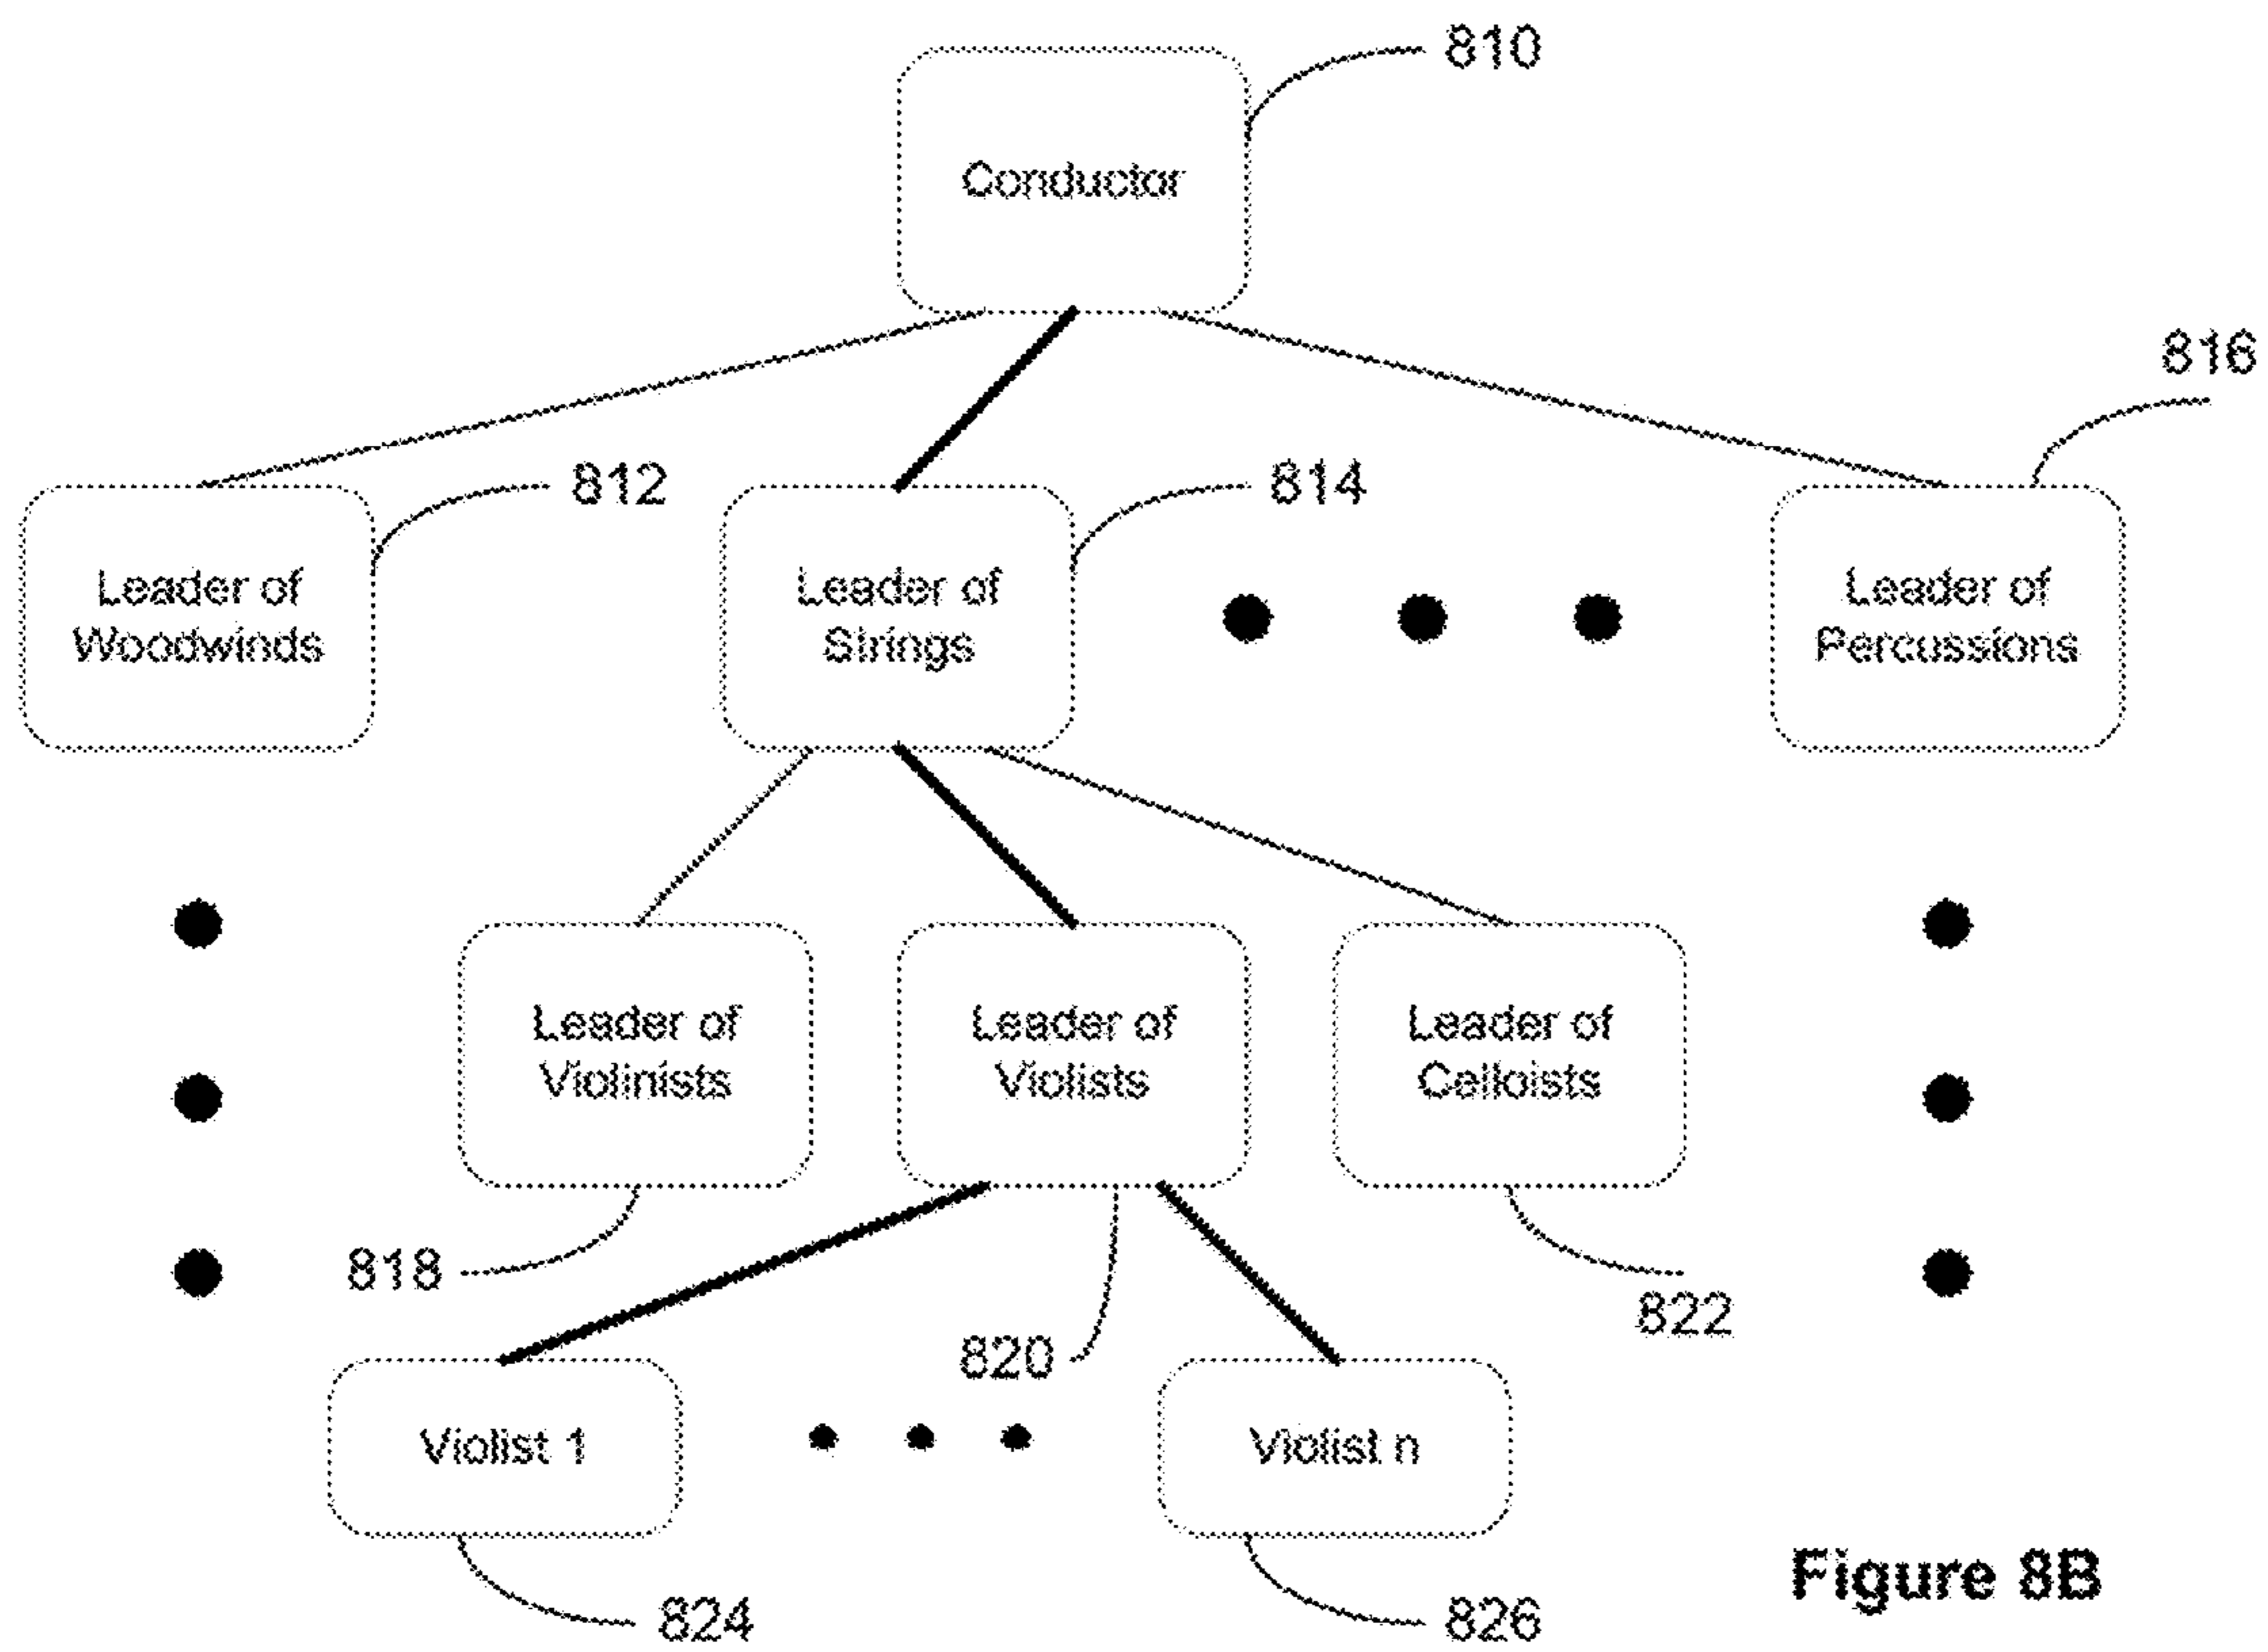 810
Conductor
816
812
814
Leader of
Woodwinds
Leader of
Strings
Leader of
Percussions
Leader of
Violinists
Leader of
Violists
Leader of
Celloists
818
820
822
Violist 1
Violist n
824
826
Figure 8B